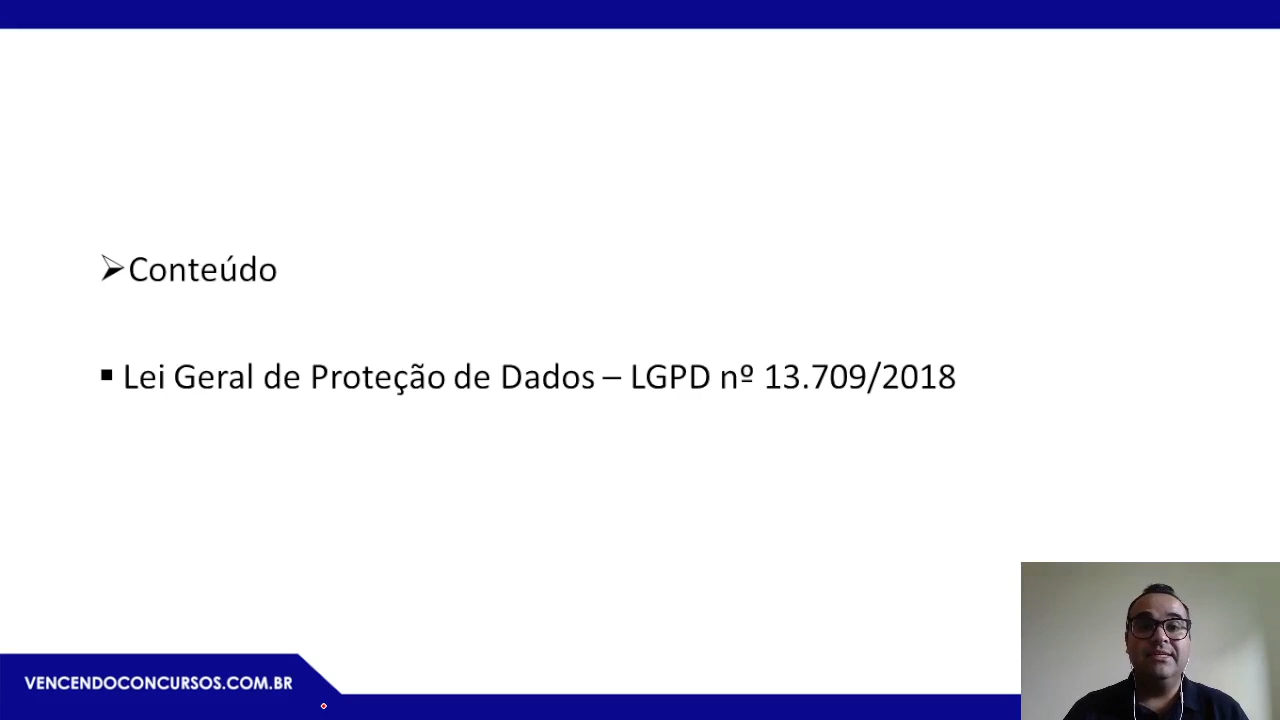 Conteúdo
Lei Geral de Proteção de Dados – LGPD nº 13.709/2018
VENCENDOCONCURSOS.COM.BR